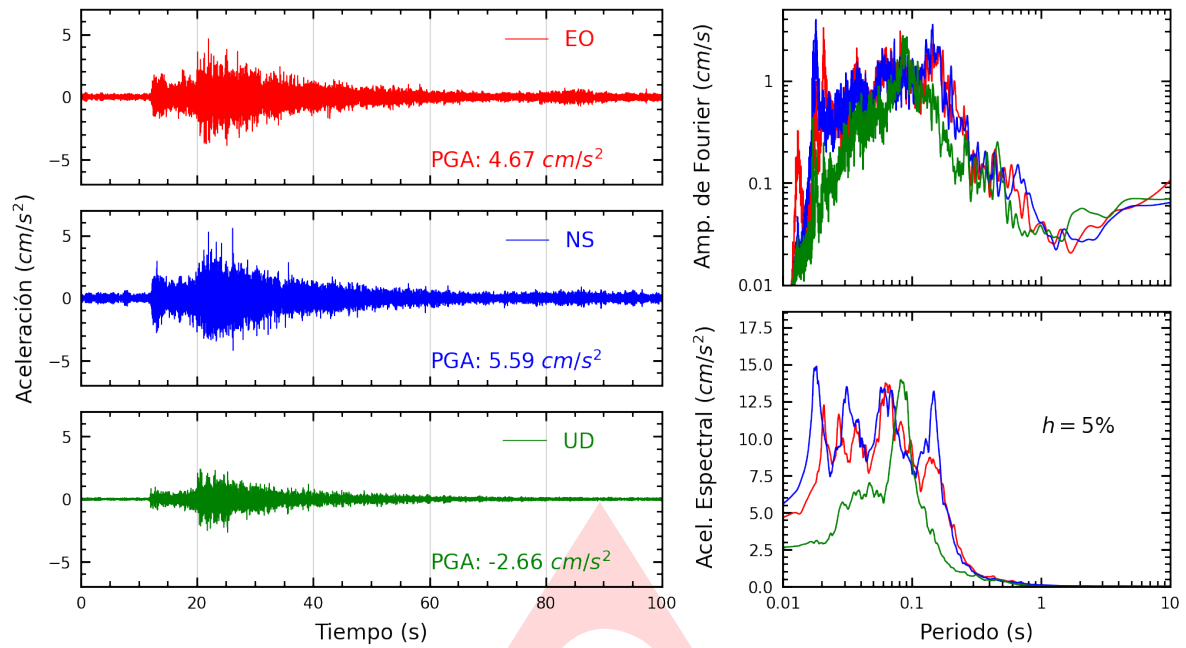 Aceleración (cm/s²)
5
0
−5
EO
PGA: 4.67 cm/s²
5
0
−5
NS
PGA: 5.59 cm/s²
5
0
−5
UD
PGA: -2.66 cm/s²
0 20 40 60 80 100
Tiempo (s)
Amp. de Fourier (cm/s)
1
0.1
0.01
Acel. Espectral (cm/s²)
17.5
15.0
12.5
10.0
7.5
5.0
2.5
0.0
h = 5%
0.01 0.1 1 10
Periodo (s)